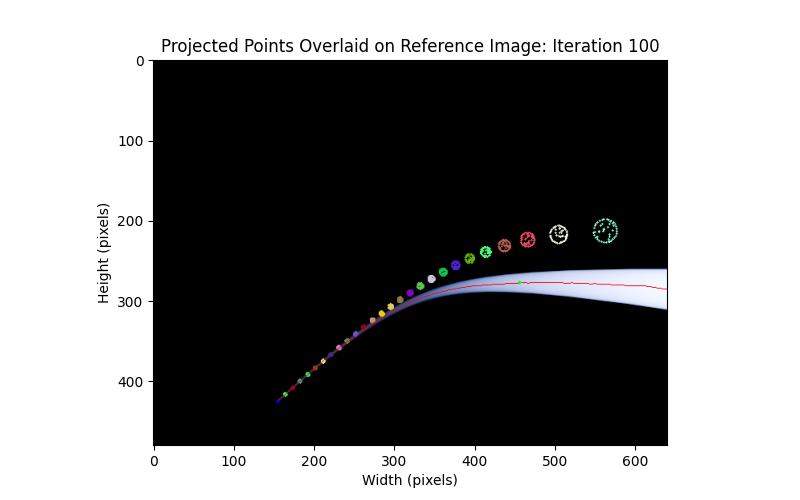 Projected Points Overlaid on Reference Image: Iteration 100
0
100
200
300
400
Height (pixels)
0 100 200 300 400 500 600
Width (pixels)